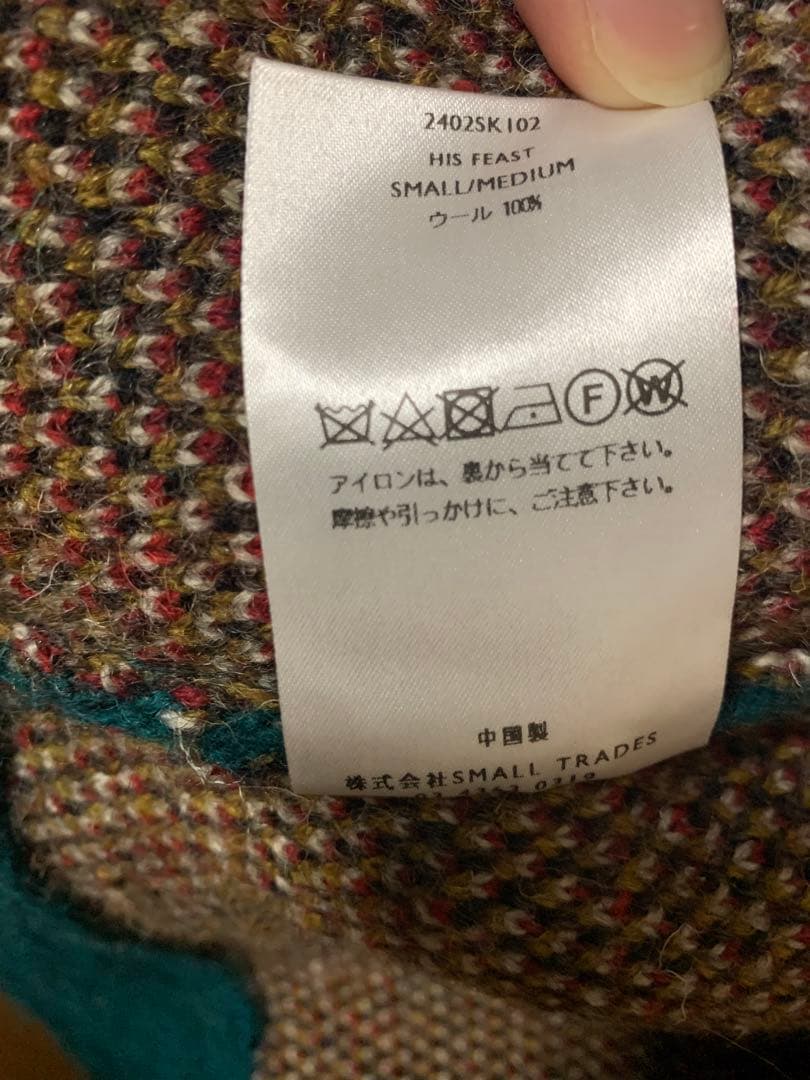 2402SK102
HIS FEAST
SMALL/MEDIUM
ウール 100%
F W
アイロンは、裏から当てて下さい。
摩擦や引っかけに、ご注意下さい。
中国製
株式会社SMALL TRADES